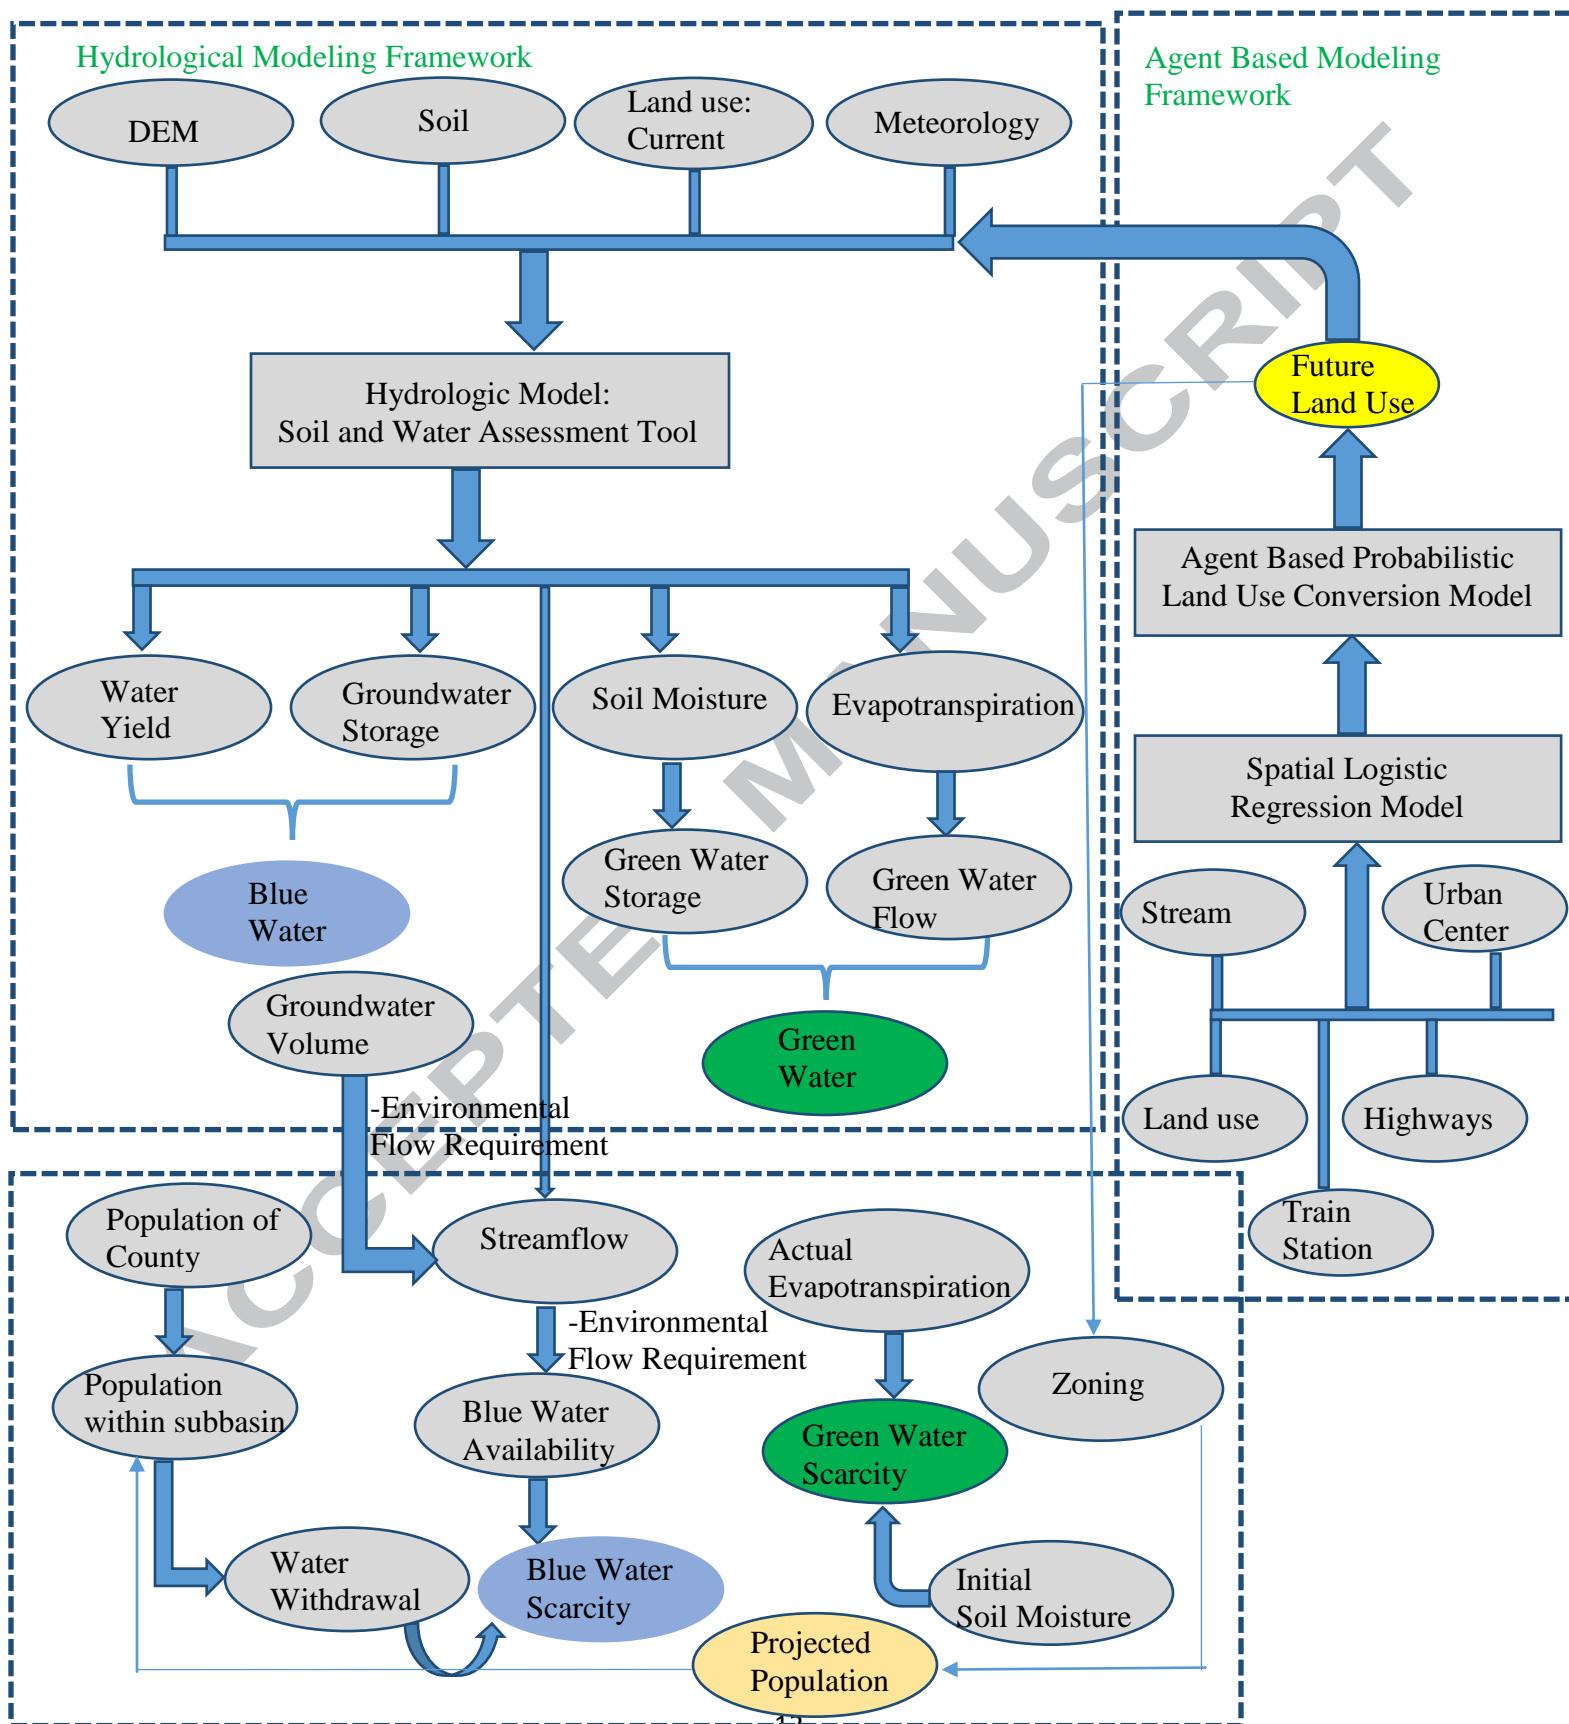 Hydrological Modeling Framework
Agent Based Modeling
Framework
DEM
Soil
Land use:
Current
Meteorology
Future
Land Use
Hydrologic Model:
Soil and Water Assessment Tool
Agent Based Probabilistic
Land Use Conversion Model
Water
Yield
Groundwater
Storage
Soil Moisture
Evapotranspiration
Spatial Logistic
Regression Model
Green Water
Storage
Green Water
Flow
Blue
Water
Stream
Urban
Center
Groundwater
Volume
Green
Water
Land use
Highways
-Environmental
Flow Requirement
Train
Station
Population of
County
Streamflow
Actual
Evapotranspiration
-Environmental
Flow Requirement
Population
within subbasin
Blue Water
Availability
Green Water
Scarcity
Zoning
Water
Withdrawal
Blue Water
Scarcity
Initial
Soil Moisture
Projected
Population
ACCEPTED MANUSCRIPT